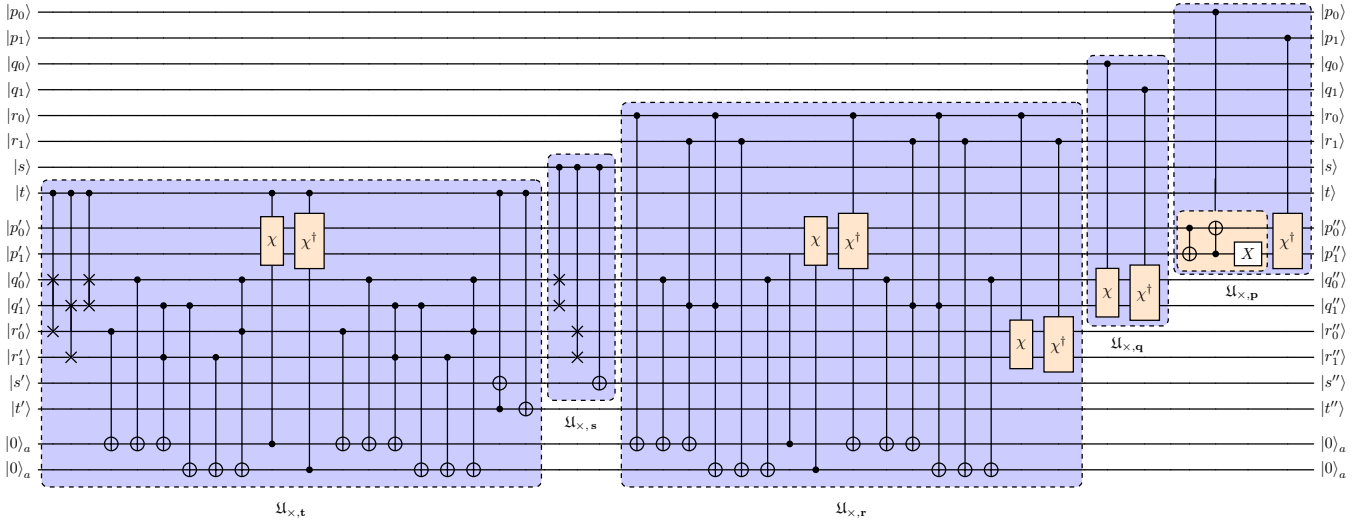 |p₀⟩ |p₀⟩
|p₁⟩ |p₁⟩
|q₀⟩ |q₀⟩
|q₁⟩ |q₁⟩
|r₀⟩ |r₀⟩
|r₁⟩ |r₁⟩
|s⟩ |s⟩
|t⟩ |t⟩
|p′₀⟩ |p″₀⟩
χ χ† χ χ† χ†
|p′₁⟩ X |p″₁⟩
|q′₀⟩ |q″₀⟩
χ χ† 𝔘×,p
|q′₁⟩ |q″₁⟩
|r′₀⟩ |r″₀⟩
χ χ† 𝔘×,q
|r′₁⟩ |r″₁⟩
|s′⟩ |s″⟩
|t′⟩ |t″⟩
𝔘×,s
|0⟩ₐ |0⟩ₐ
|0⟩ₐ |0⟩ₐ
𝔘×,t 𝔘×,r